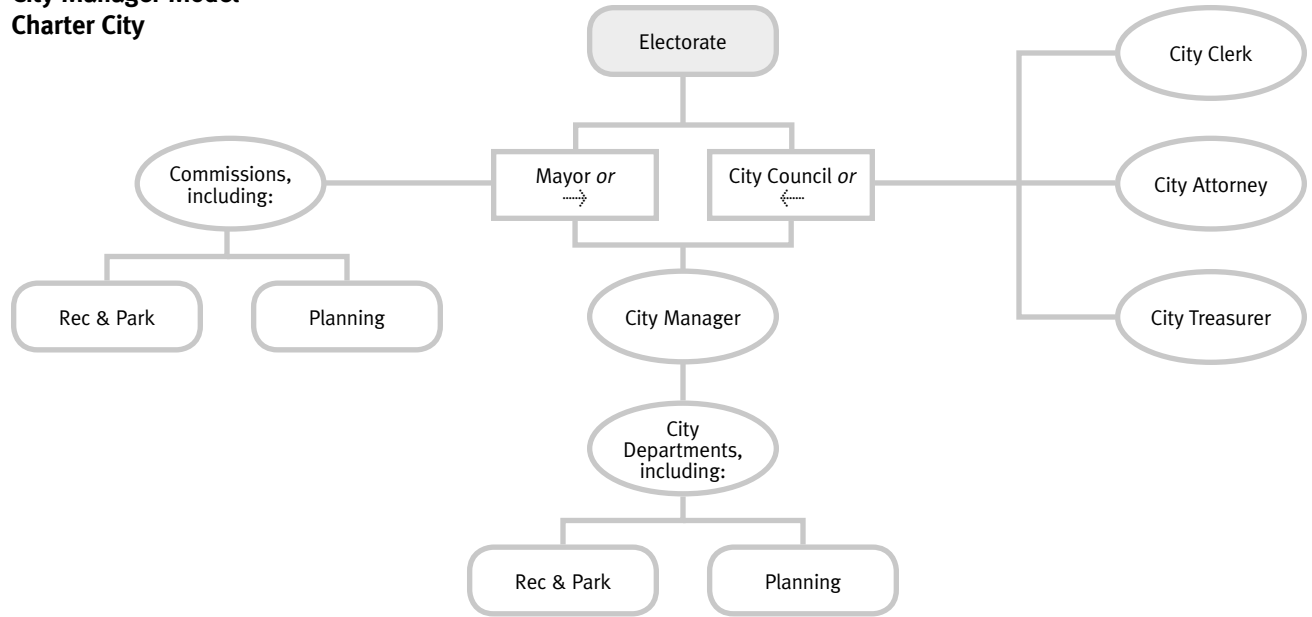 City Manager Model
Charter City
Electorate
City Clerk
Commissions,
including:
Mayor or
City Council or
City Attorney
Rec & Park
Planning
City Manager
City Treasurer
City
Departments,
including:
Rec & Park
Planning